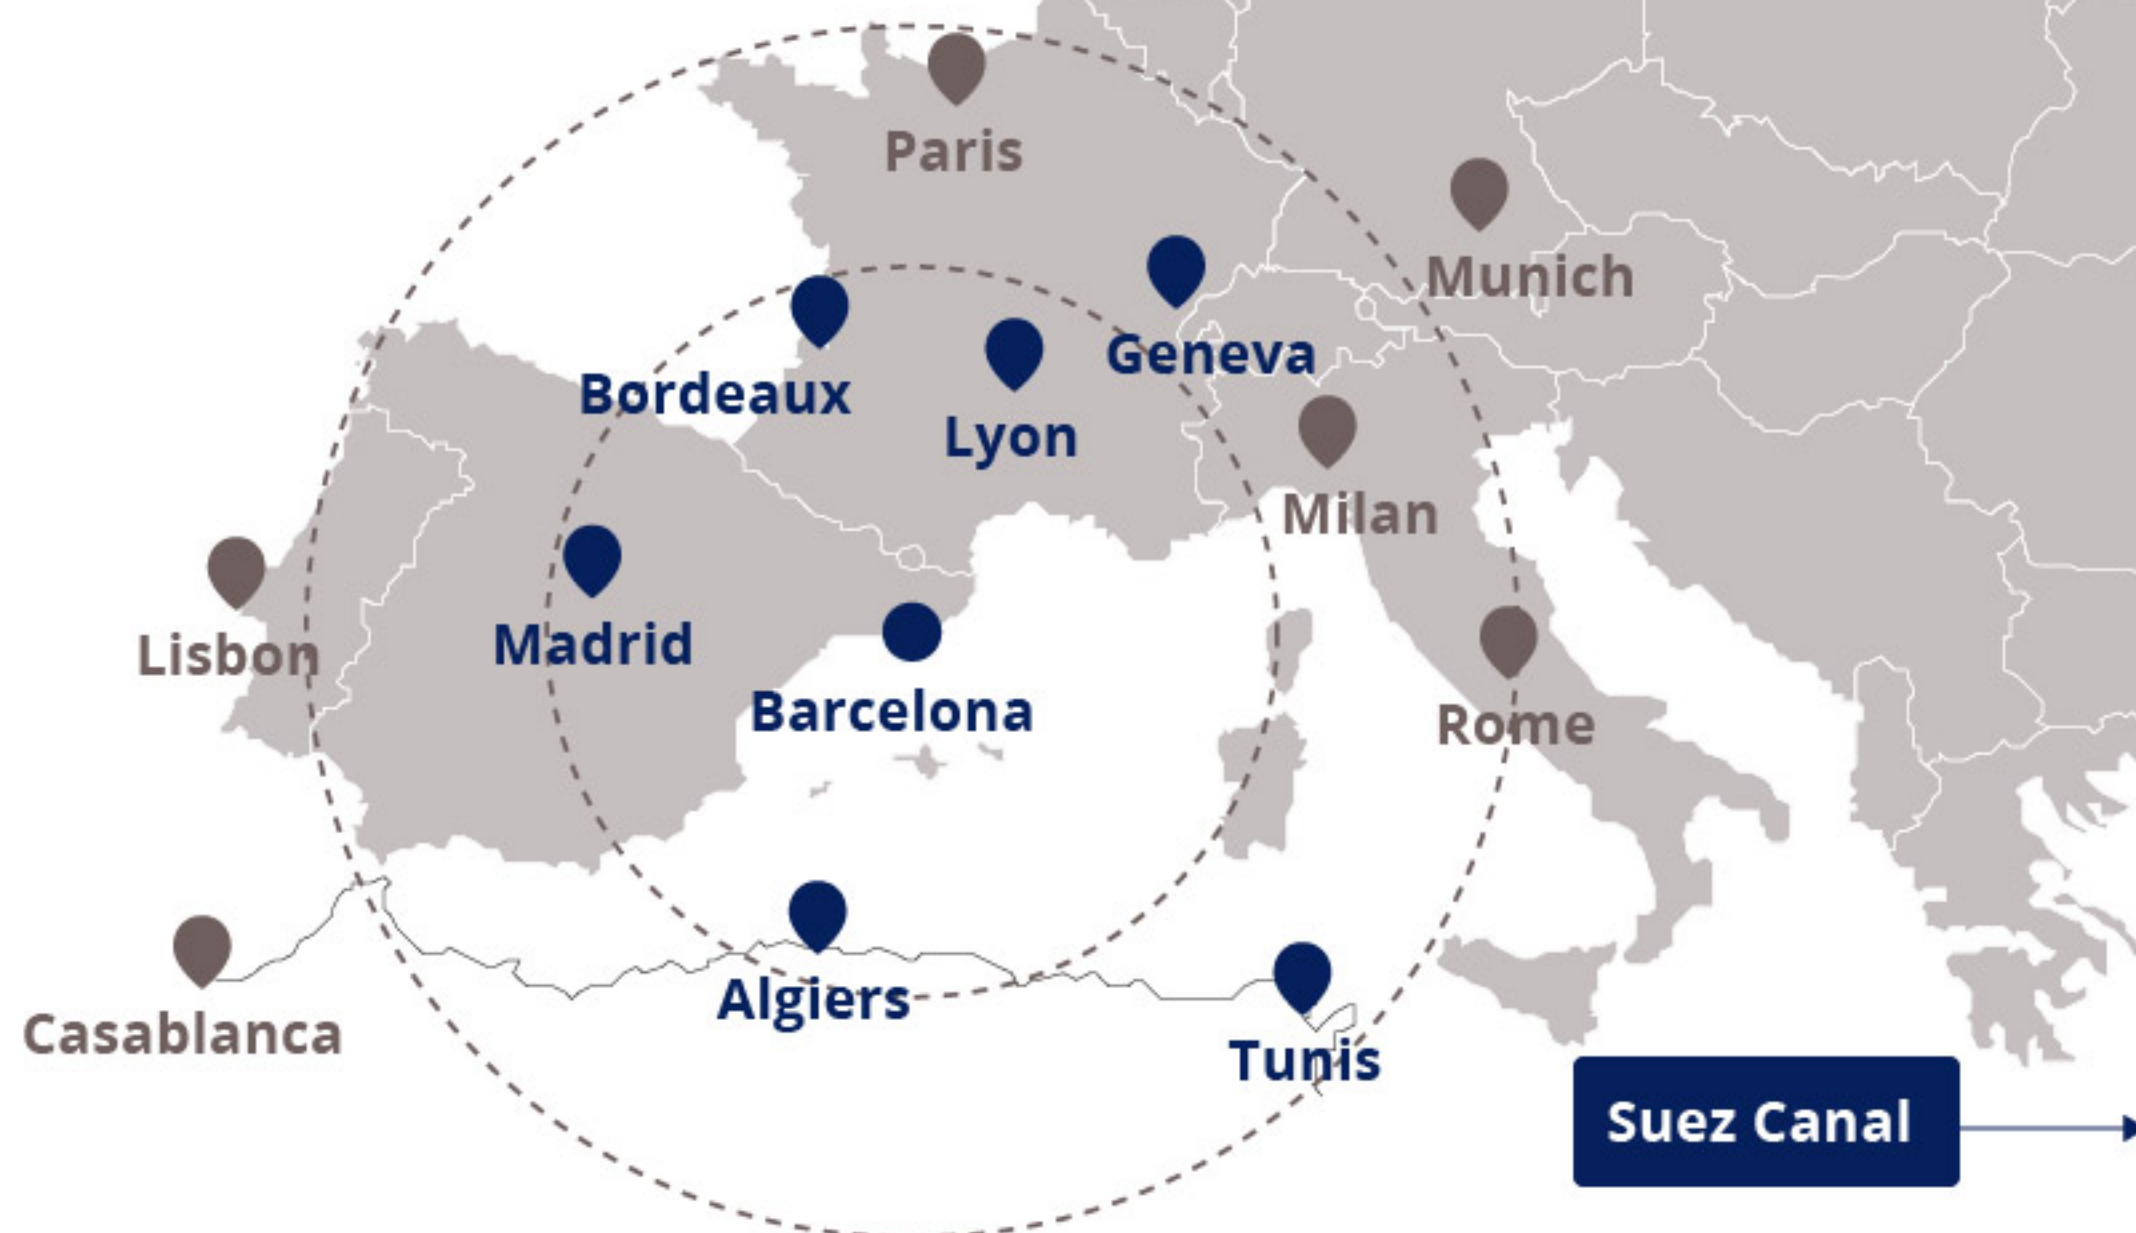 Paris
Munich
Geneva
Bordeaux
Lyon
Milan
Madrid
Lisbon
Barcelona
Rome
Algiers
Casablanca
Tunis
Suez Canal